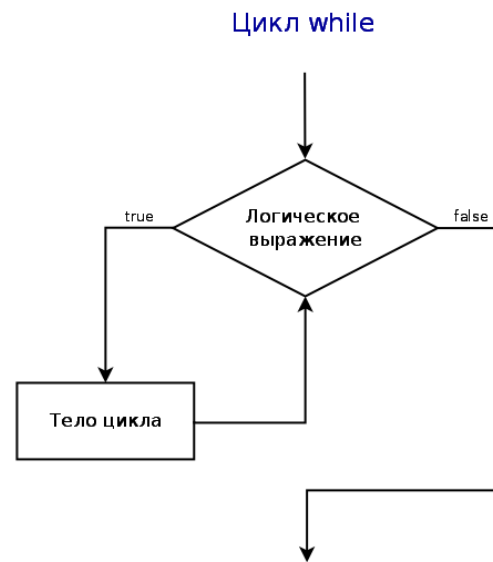 Цикл while
true
Логическое
выражение
false
Тело цикла